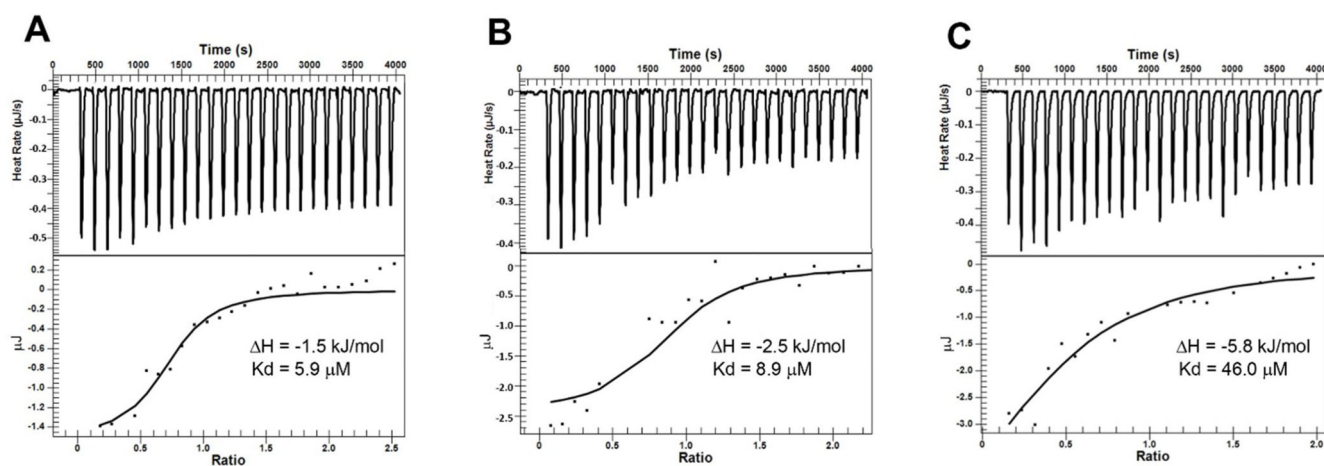 A
Time (s)
0 500 1000 1500 2000 2500 3000 3500 4000
Heat Rate (µJ/s)
0
-0.1
-0.2
-0.3
-0.4
-0.5
µJ
0.2
0
-0.2
-0.4
-0.6
-0.8
-1.0
-1.2
-1.4
ΔH = -1.5 kJ/mol
Kd = 5.9 µM
0 0.5 1.0 1.5 2.0 2.5
Ratio
B
Time (s)
0 500 1000 1500 2000 2500 3000 3500 4000
Heat Rate (µJ/s)
0
-0.1
-0.2
-0.3
-0.4
µJ
0
-0.5
-1.0
-1.5
-2.0
-2.5
ΔH = -2.5 kJ/mol
Kd = 8.9 µM
0 0.5 1.0 1.5 2.0
Ratio
C
Time (s)
0 500 1000 1500 2000 2500 3000 3500 4000
Heat Rate (µJ/s)
0
-0.1
-0.2
-0.3
-0.4
µJ
0
-0.5
-1.0
-1.5
-2.0
-2.5
-3.0
ΔH = -5.8 kJ/mol
Kd = 46.0 µM
0 0.5 1.0 1.5 2.0
Ratio